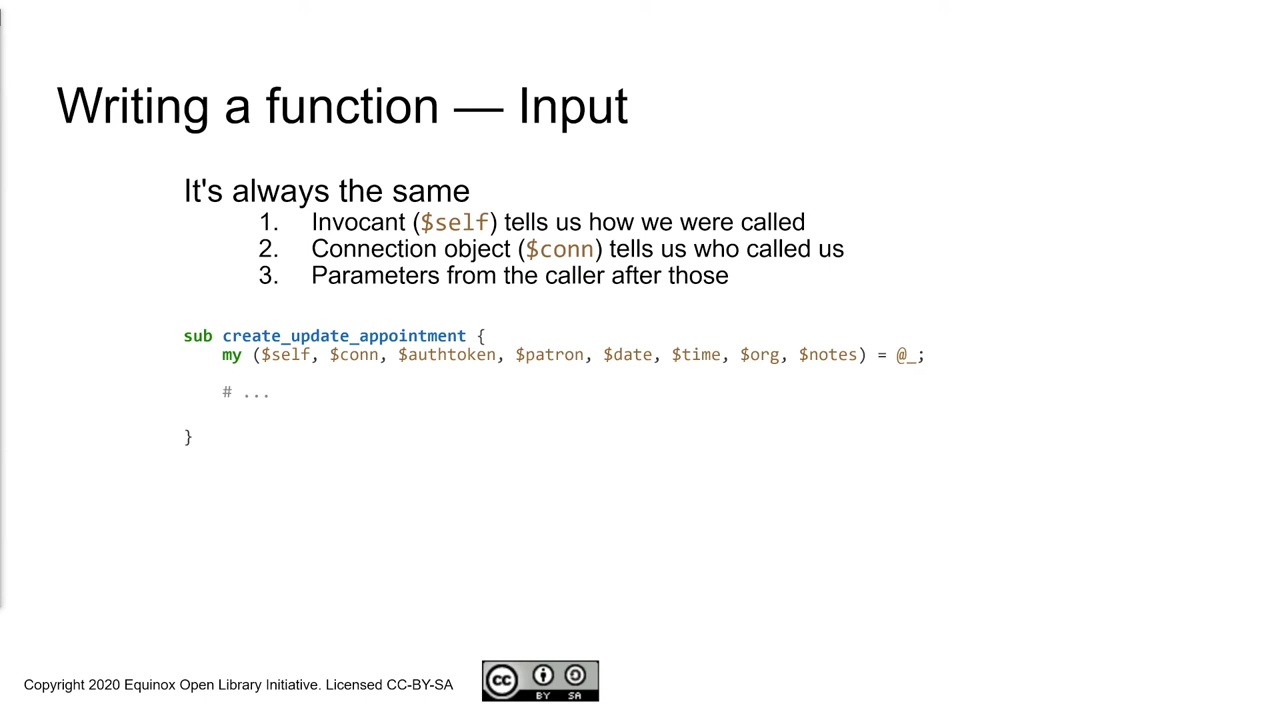 Writing a function — Input
It's always the same
1. Invocant ($self) tells us how we were called
2. Connection object ($conn) tells us who called us
3. Parameters from the caller after those
sub create_update_appointment {
    my ($self, $conn, $authtoken, $patron, $date, $time, $org, $notes) = @_;
    # ...
}
Copyright 2020 Equinox Open Library Initiative. Licensed CC-BY-SA
cc
BY SA